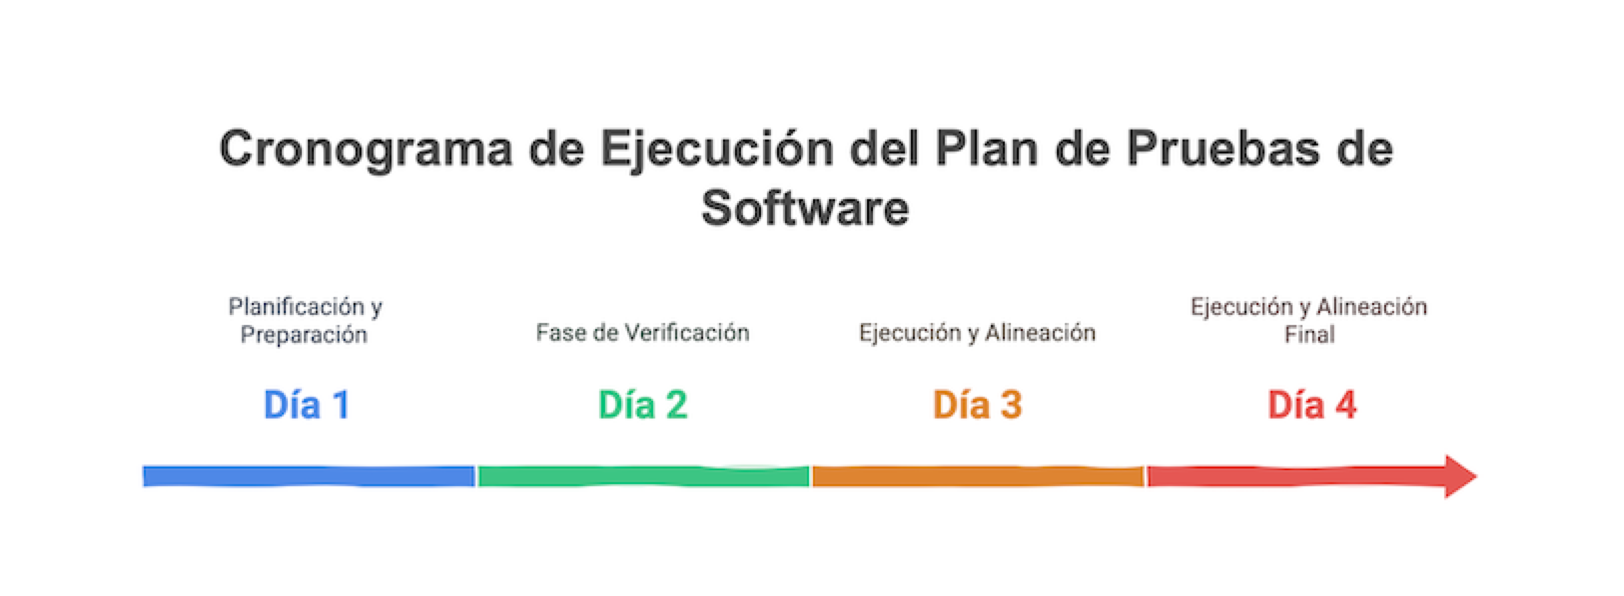 Cronograma de Ejecución del Plan de Pruebas de
Software
Planificación y
Preparación
Día 1
Fase de Verificación
Día 2
Ejecución y Alineación
Día 3
Ejecución y Alineación
Final
Día 4